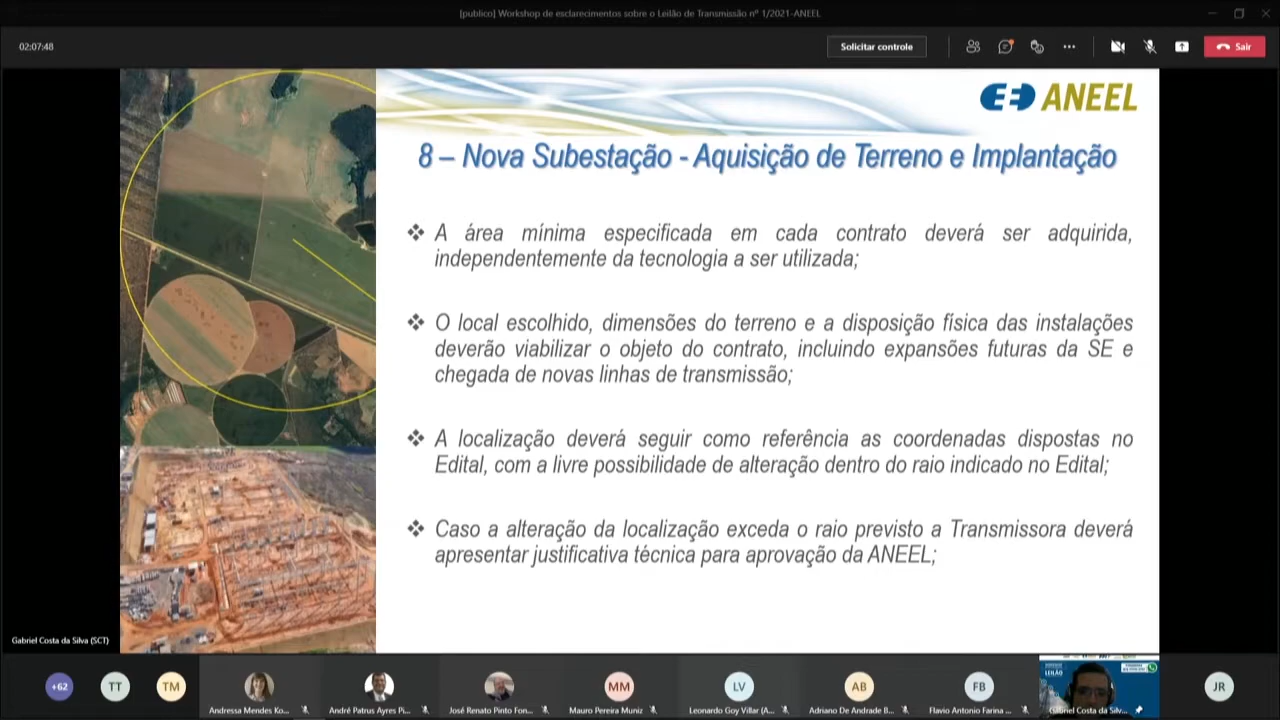 [publico] Workshop de esclarecimentos sobre o Leilão de Transmissão nº 1/2021-ANEEL
02:07:48
Solicitar controle
Sair
ANEEL
8 – Nova Subestação - Aquisição de Terreno e Implantação
A área mínima especificada em cada contrato deverá ser adquirida,
independentemente da tecnologia a ser utilizada;
O local escolhido, dimensões do terreno e a disposição física das instalações
deverão viabilizar o objeto do contrato, incluindo expansões futuras da SE e
chegada de novas linhas de transmissão;
A localização deverá seguir como referência as coordenadas dispostas no
Edital, com a livre possibilidade de alteração dentro do raio indicado no Edital;
Caso a alteração da localização exceda o raio previsto a Transmissora deverá
apresentar justificativa técnica para aprovação da ANEEL;
Gabriel Costa da Silva (SCT)
+62
TT
TM
MM
LV
AB
FB
LEILÃO
JR
Andressa Mendes Ko...
André Patrus Ayres Pi...
José Renato Pinto Fon...
Mauro Pereira Muniz
Leonardo Goy Villar (A...
Adriano De Andrade B...
Flavio Antonio Farina ...
Gabriel Costa da Silv...